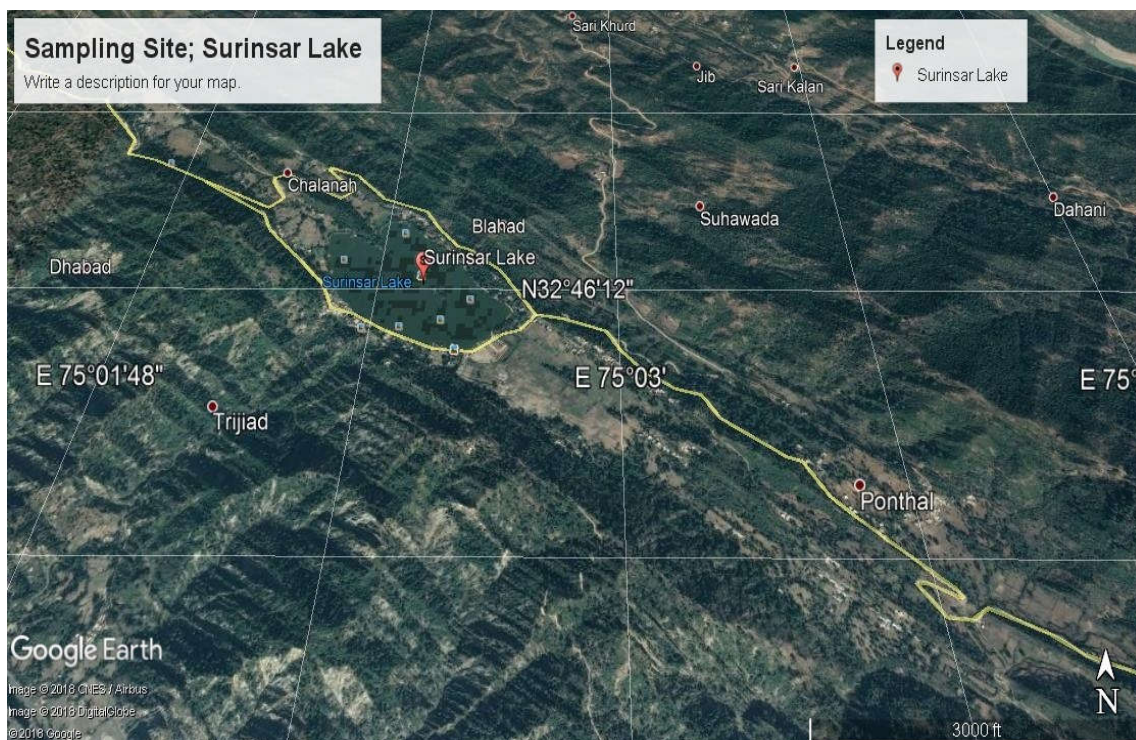 Sampling Site; Surinsar Lake
Write a description for your map.
Legend
Surinsar Lake
Sari Khurd
Jib
Sari Kalan
Chalanah
Suhawada
Dahani
Blahad
Dhabad
Surinsar Lake
Surinsar Lake
N32°46'12"
E 75°01'48"
E 75°03'
E 75°
Trijiad
Ponthal
Google Earth
Image © 2018 CNES / Airbus
Image © 2018 DigitalGlobe
© 2018 Google
N
3000 ft